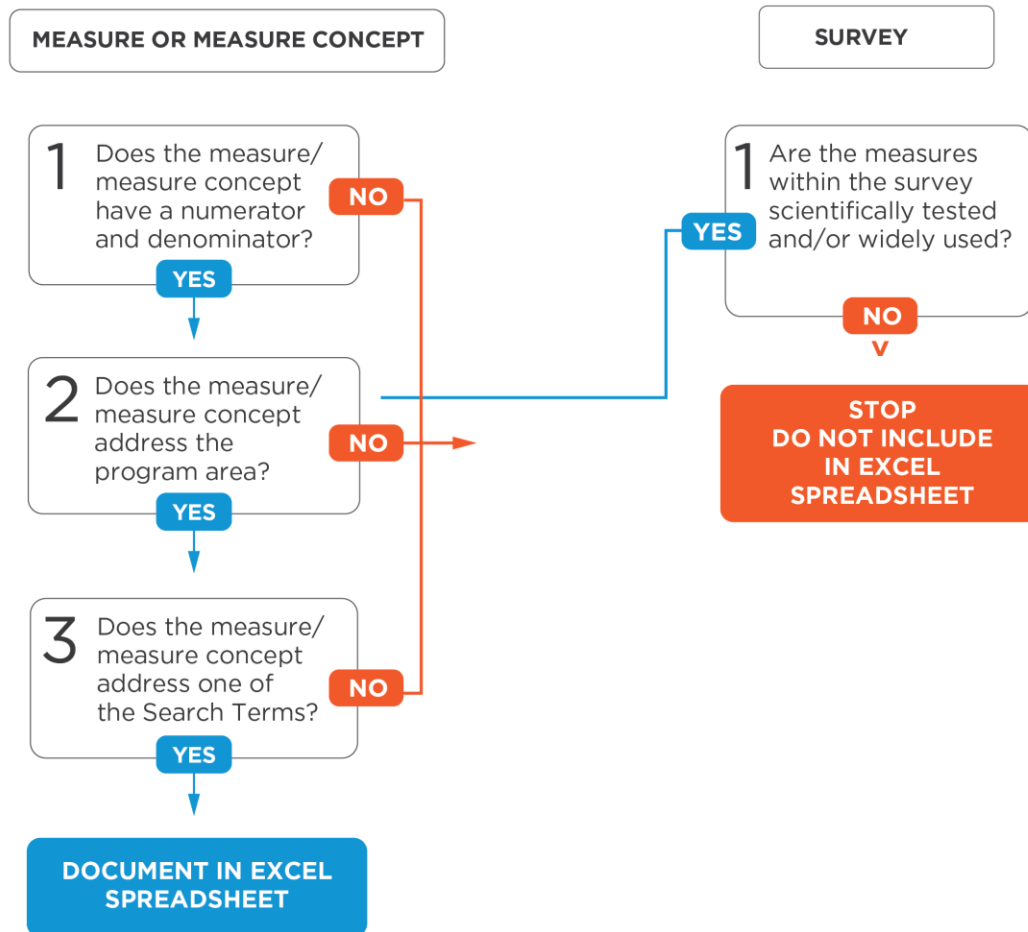 MEASURE OR MEASURE CONCEPT
1 Does the measure/
measure concept
have a numerator
and denominator?
NO
YES
2 Does the measure/
measure concept
address the
program area?
NO
YES
3 Does the measure/
measure concept
address one of
the Search Terms?
NO
YES
DOCUMENT IN EXCEL
SPREADSHEET
SURVEY
1 Are the measures
within the survey
scientifically tested
and/or widely used?
YES
NO
STOP
DO NOT INCLUDE
IN EXCEL
SPREADSHEET